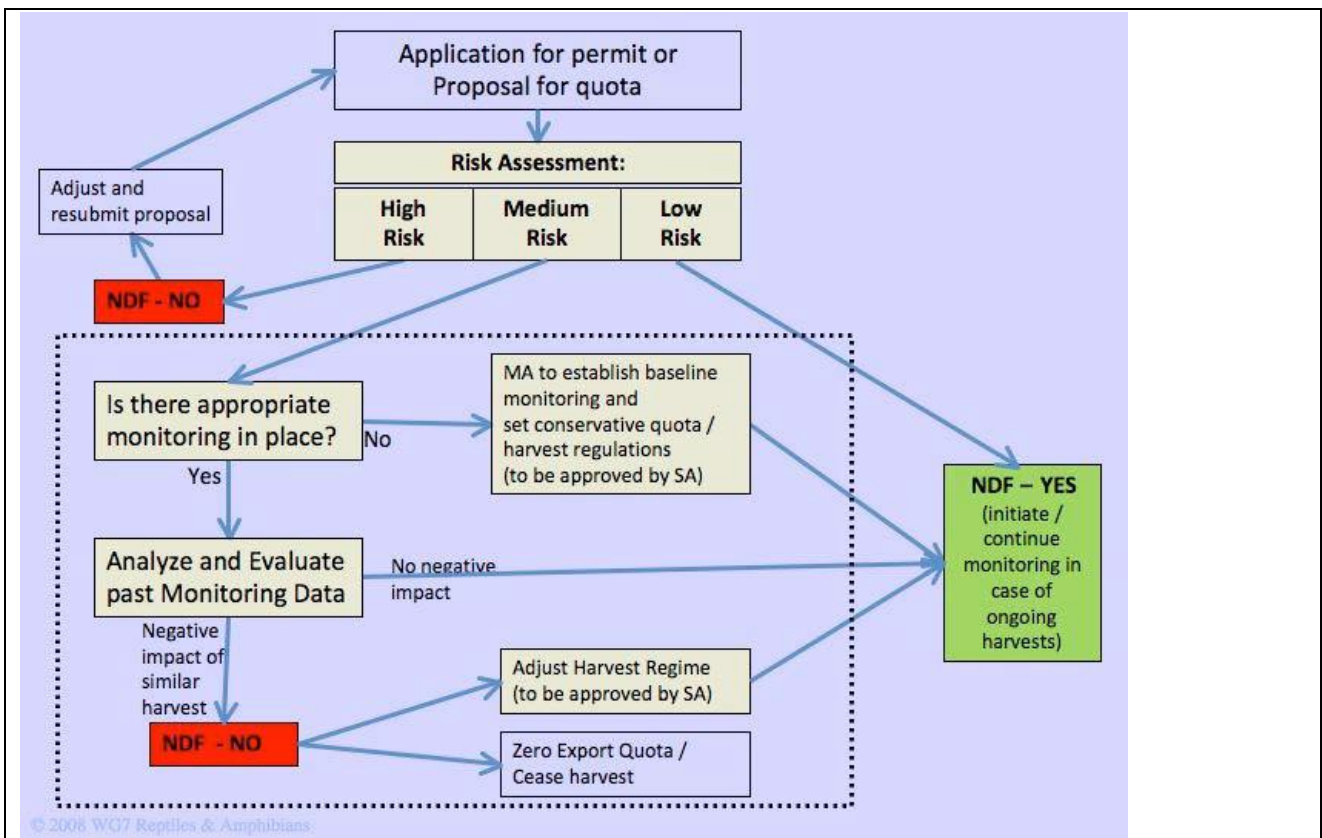 Application for permit or
Proposal for quota
Risk Assessment:
High
Risk
Medium
Risk
Low
Risk
Adjust and
resubmit proposal
NDF - NO
Is there appropriate
monitoring in place?
No
Yes
MA to establish baseline
monitoring and
set conservative quota /
harvest regulations
(to be approved by SA)
NDF – YES
(initiate /
continue
monitoring in
case of
ongoing
harvests)
Analyze and Evaluate
past Monitoring Data
No negative
impact
Negative
impact of
similar
harvest
Adjust Harvest Regime
(to be approved by SA)
NDF - NO
Zero Export Quota /
Cease harvest
© 2008 WG7 Reptiles & Amphibians